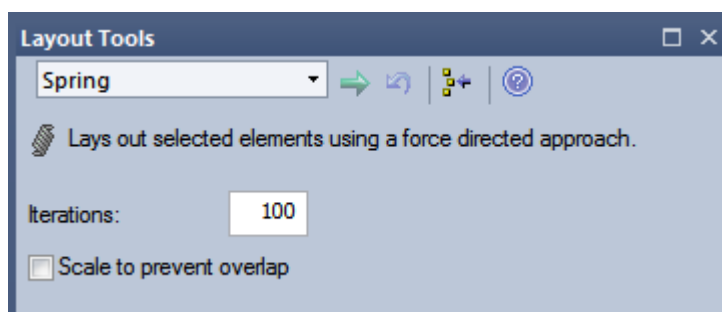 Layout Tools
Spring
Lays out selected elements using a force directed approach.
Iterations: 100
Scale to prevent overlap